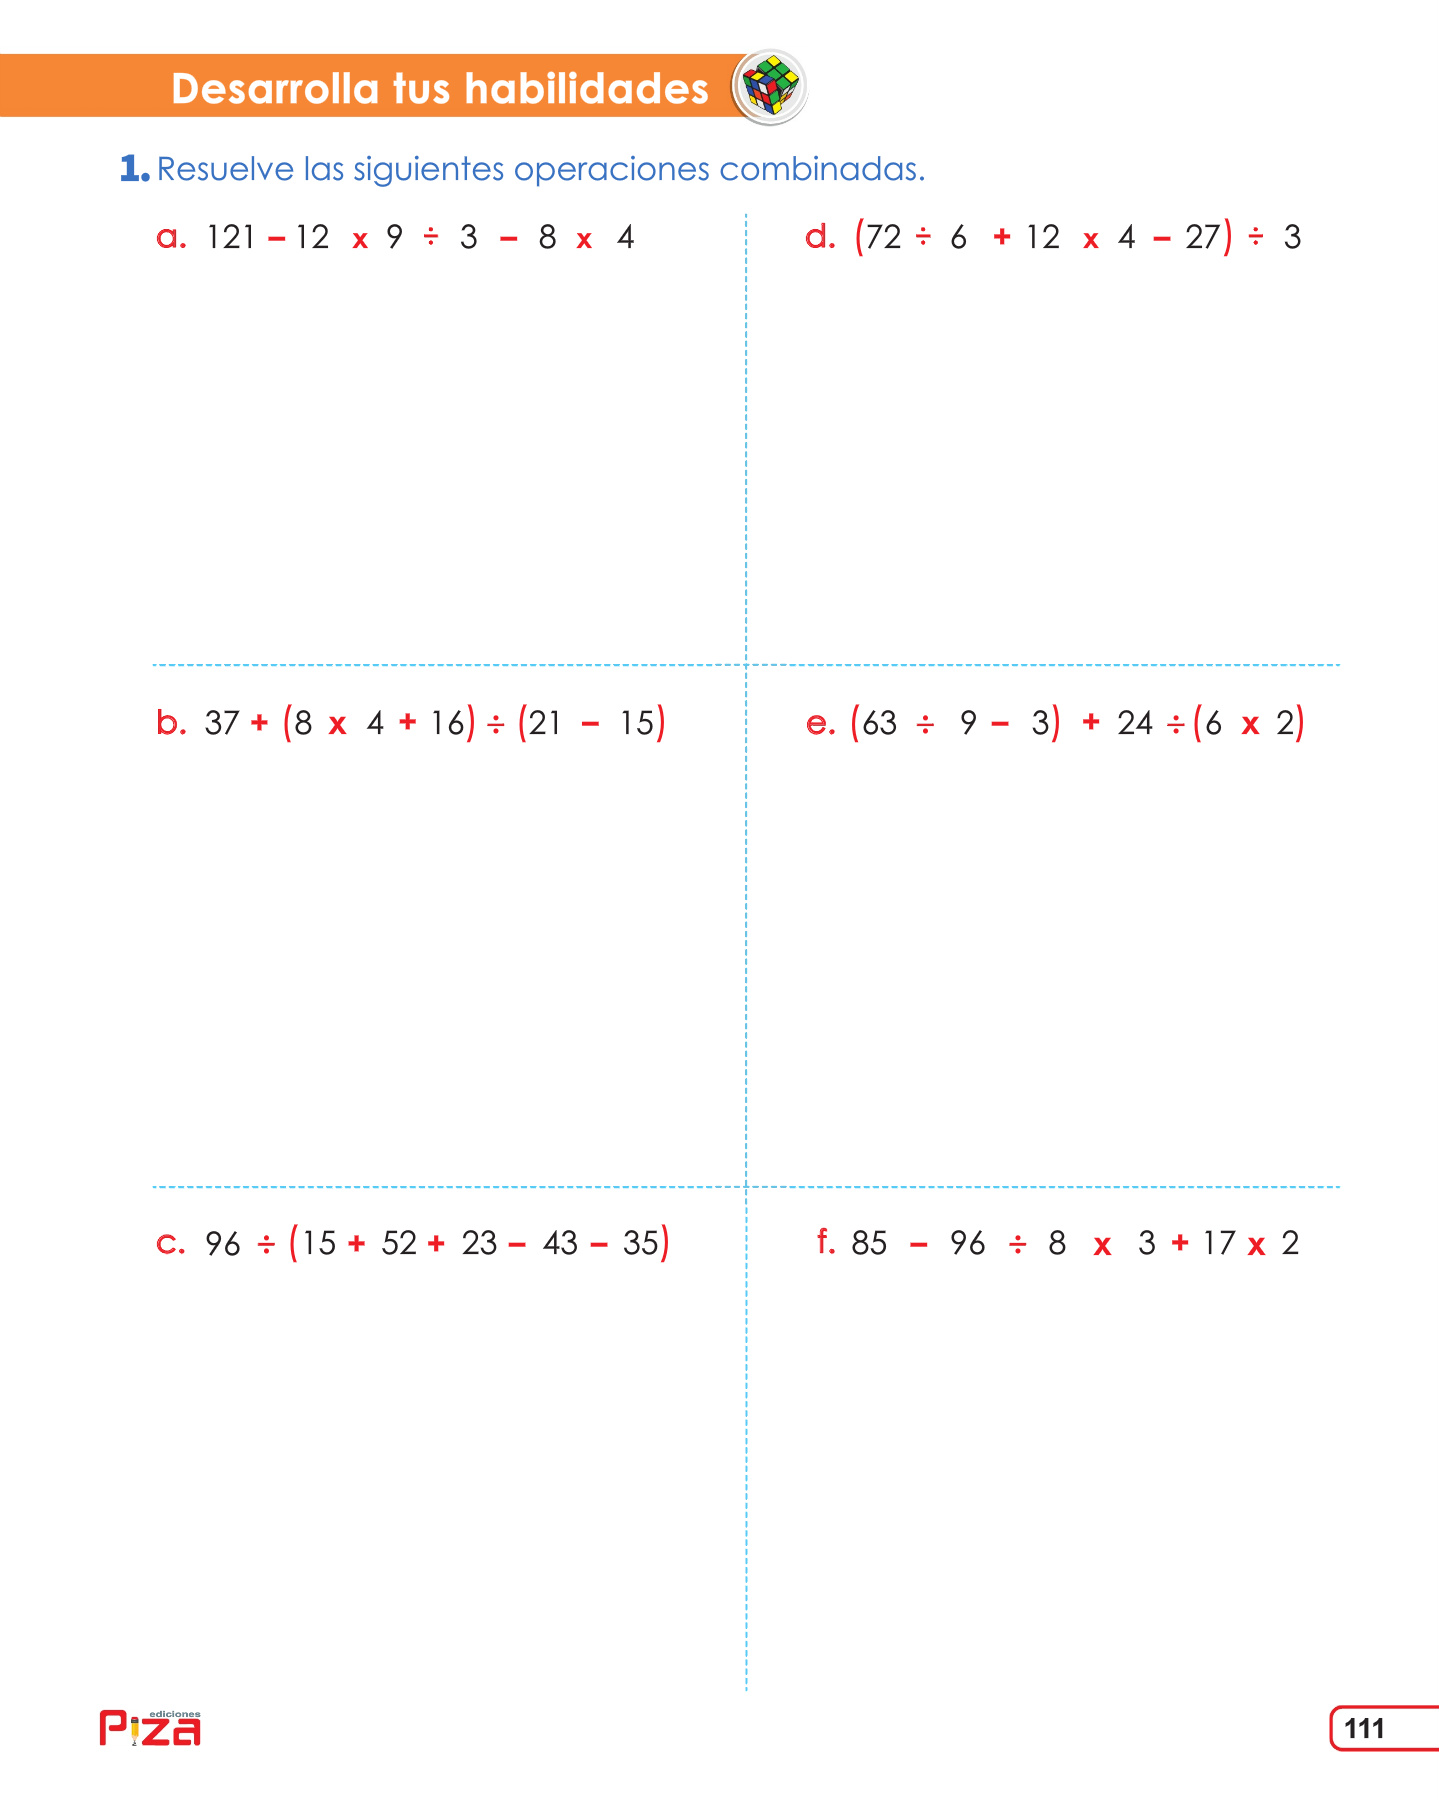 Desarrolla tus habilidades
1. Resuelve las siguientes operaciones combinadas.
a. 121 – 12 x 9 ÷ 3 – 8 x 4
d. (72 ÷ 6 + 12 x 4 – 27) ÷ 3
b. 37 + (8 x 4 + 16) ÷ (21 – 15)
e. (63 ÷ 9 – 3) + 24 ÷ (6 x 2)
c. 96 ÷ (15 + 52 + 23 – 43 – 35)
f. 85 – 96 ÷ 8 x 3 + 17 x 2
ediciones
Piza
111